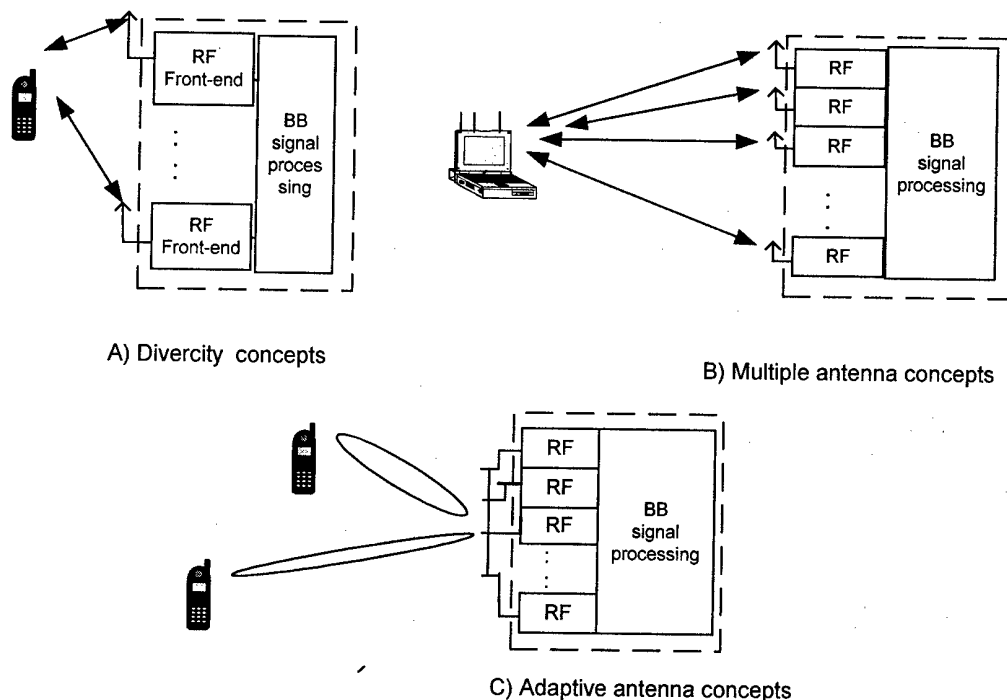 RF
Front-end
BB
signal
proces
sing
RF
Front-end
A) Divercity concepts
RF
RF
RF
RF
BB
signal
processing
B) Multiple antenna concepts
RF
RF
RF
RF
BB
signal
processing
C) Adaptive antenna concepts